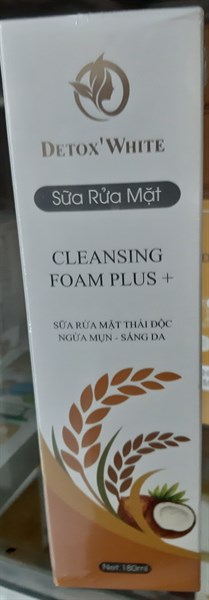 DETOX'WHITE
Sữa Rửa Mặt
CLEANSING
FOAM PLUS +
SỮA RỬA MẶT THẢI ĐỘC
NGỪA MỤN - SÁNG DA
Net: 180ml